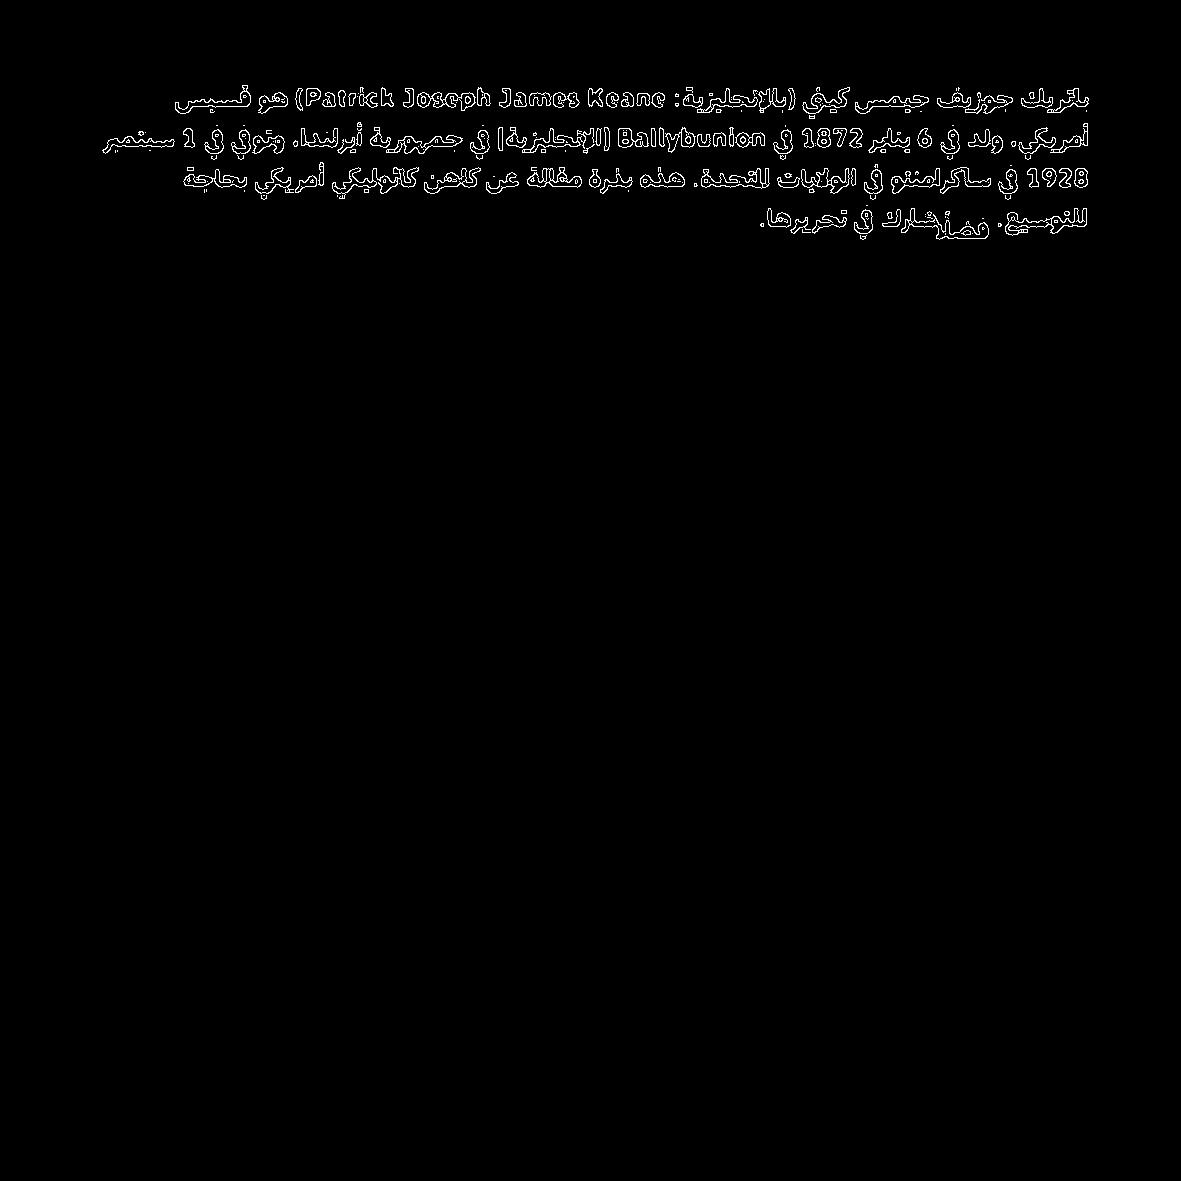 باتريك جوزيف جيمس كيفي (بالإنجليزية: Patrick Joseph James Keane) هو قسيس
أمريكي. ولد في 6 يناير 1872 في Ballybunion (الإنجليزية) في جمهورية أيرلندا. وتوفي في 1 سبتمبر
1928 في ساكرامنتو في الولايات المتحدة. هذه بذرة مقالة عن كاهن كاثوليكي أمريكي بحاجة
للتوسيع. فضلًا شارك في تحريرها.